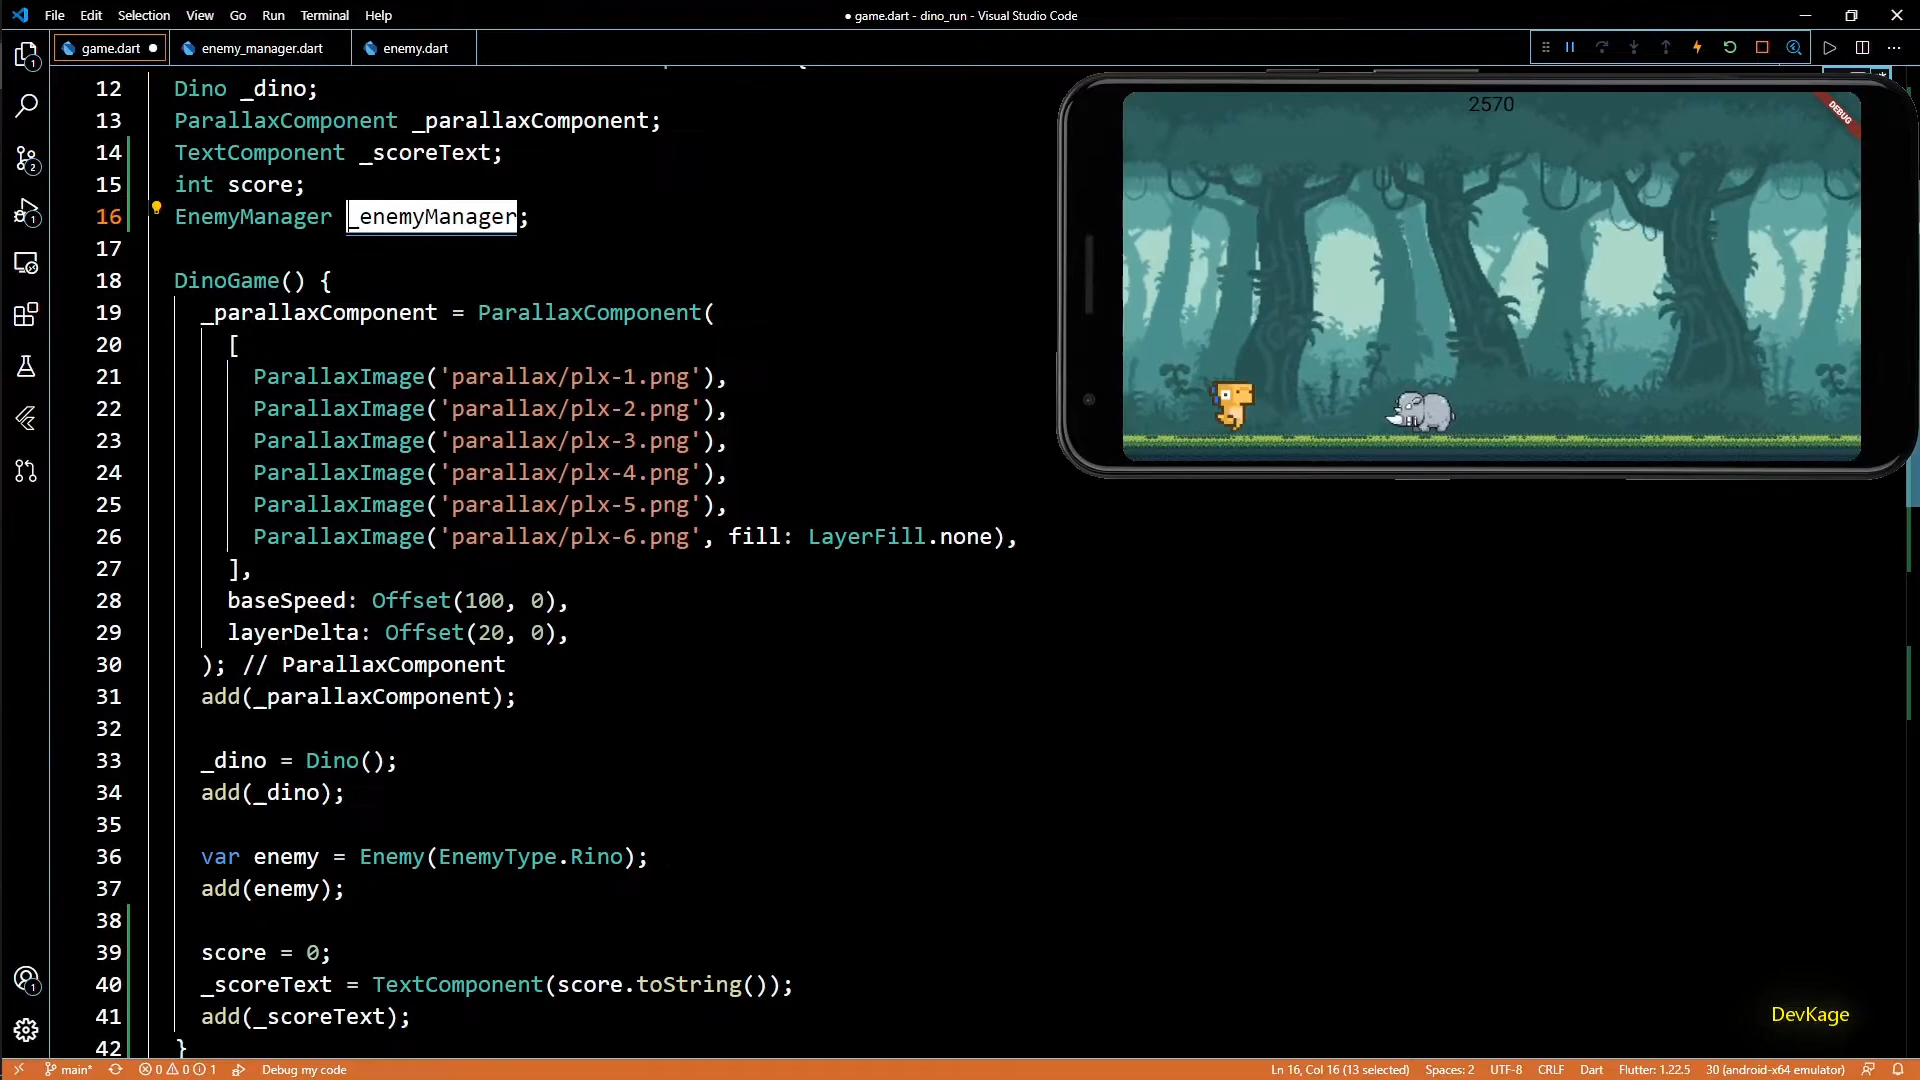 File Edit Selection View Go Run Terminal Help
● game.dart - dino_run - Visual Studio Code
game.dart ●
enemy_manager.dart
enemy.dart
12 Dino _dino;
13 ParallaxComponent _parallaxComponent;
14 TextComponent _scoreText;
15 int score;
16 EnemyManager _enemyManager;
17
18 DinoGame() {
19 _parallaxComponent = ParallaxComponent(
20 [
21 ParallaxImage('parallax/plx-1.png'),
22 ParallaxImage('parallax/plx-2.png'),
23 ParallaxImage('parallax/plx-3.png'),
24 ParallaxImage('parallax/plx-4.png'),
25 ParallaxImage('parallax/plx-5.png'),
26 ParallaxImage('parallax/plx-6.png', fill: LayerFill.none),
27 ],
28 baseSpeed: Offset(100, 0),
29 layerDelta: Offset(20, 0),
30 ); // ParallaxComponent
31 add(_parallaxComponent);
32
33 _dino = Dino();
34 add(_dino);
35
36 var enemy = Enemy(EnemyType.Rino);
37 add(enemy);
38
39 score = 0;
40 _scoreText = TextComponent(score.toString());
41 add(_scoreText);
42 }
2570
DEBUG
1
2
1
1
DevKage
main* 0 0 1 Debug my code
Ln 16, Col 16 (13 selected) Spaces: 2 UTF-8 CRLF Dart Flutter: 1.22.5 30 (android-x64 emulator)